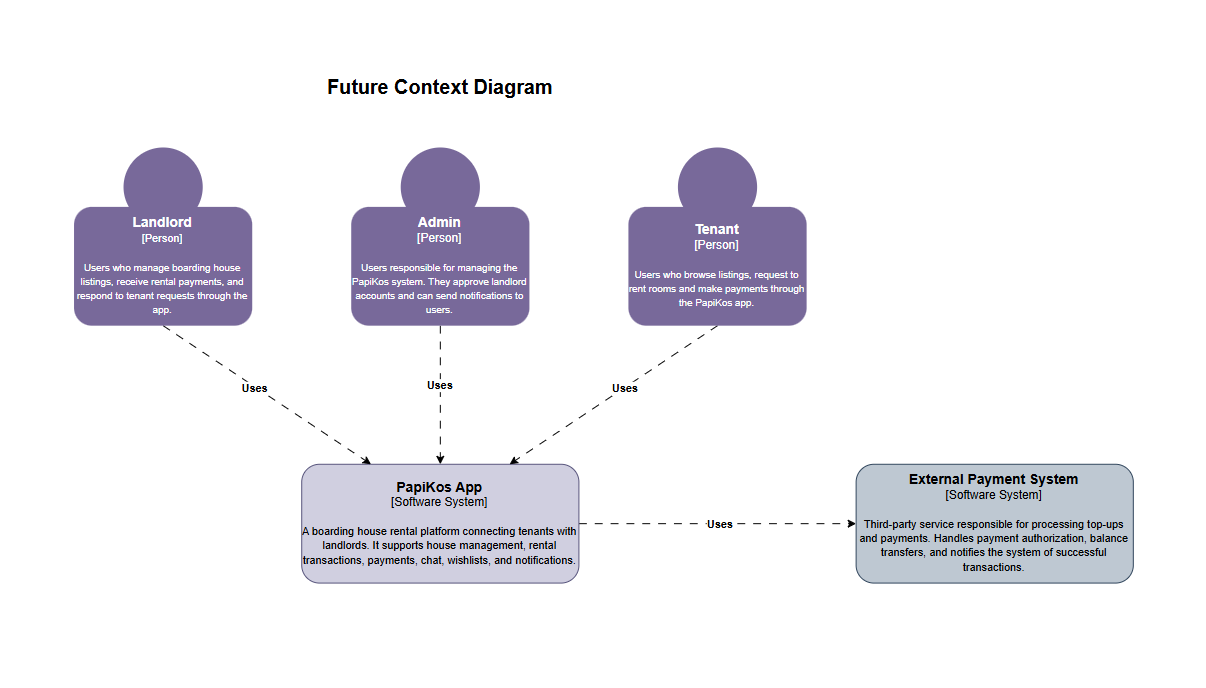 Future Context Diagram
Landlord
[Person]
Users who manage boarding house
listings, receive rental payments, and
respond to tenant requests through the
app.
Admin
[Person]
Users responsible for managing the
PapiKos system. They approve landlord
accounts and can send notifications to
users.
Tenant
[Person]
Users who browse listings, request to
rent rooms and make payments through
the PapiKos app.
Uses
Uses
Uses
PapiKos App
[Software System]
A boarding house rental platform connecting tenants with
landlords. It supports house management, rental
transactions, payments, chat, wishlists, and notifications.
Uses
External Payment System
[Software System]
Third-party service responsible for processing top-ups
and payments. Handles payment authorization, balance
transfers, and notifies the system of successful
transactions.